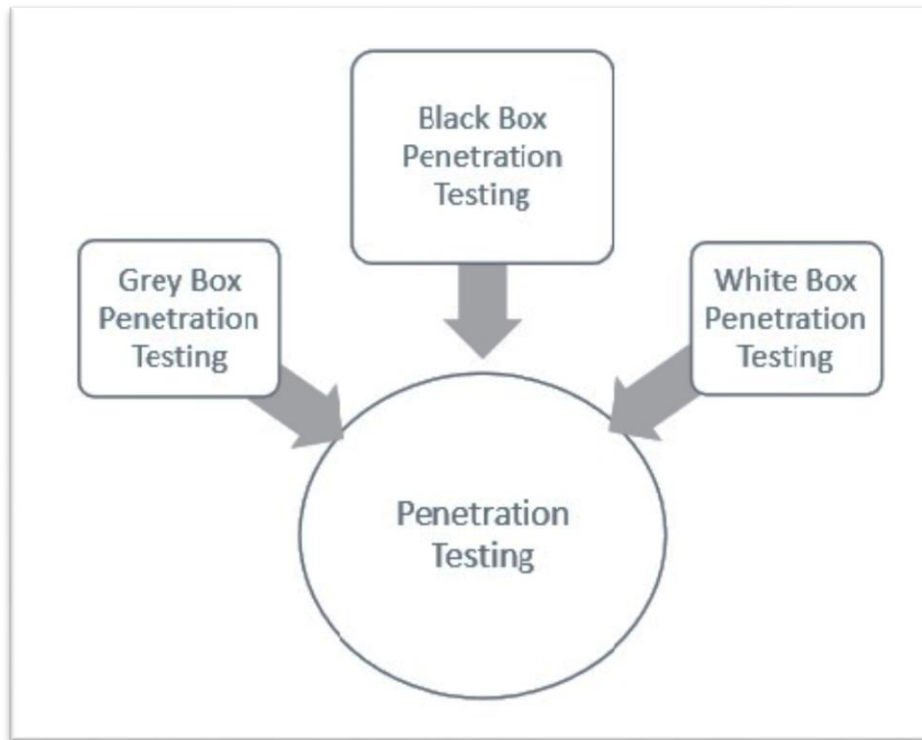 Black Box
Penetration
Testing
Grey Box
Penetration
Testing
White Box
Penetration
Testing
Penetration
Testing